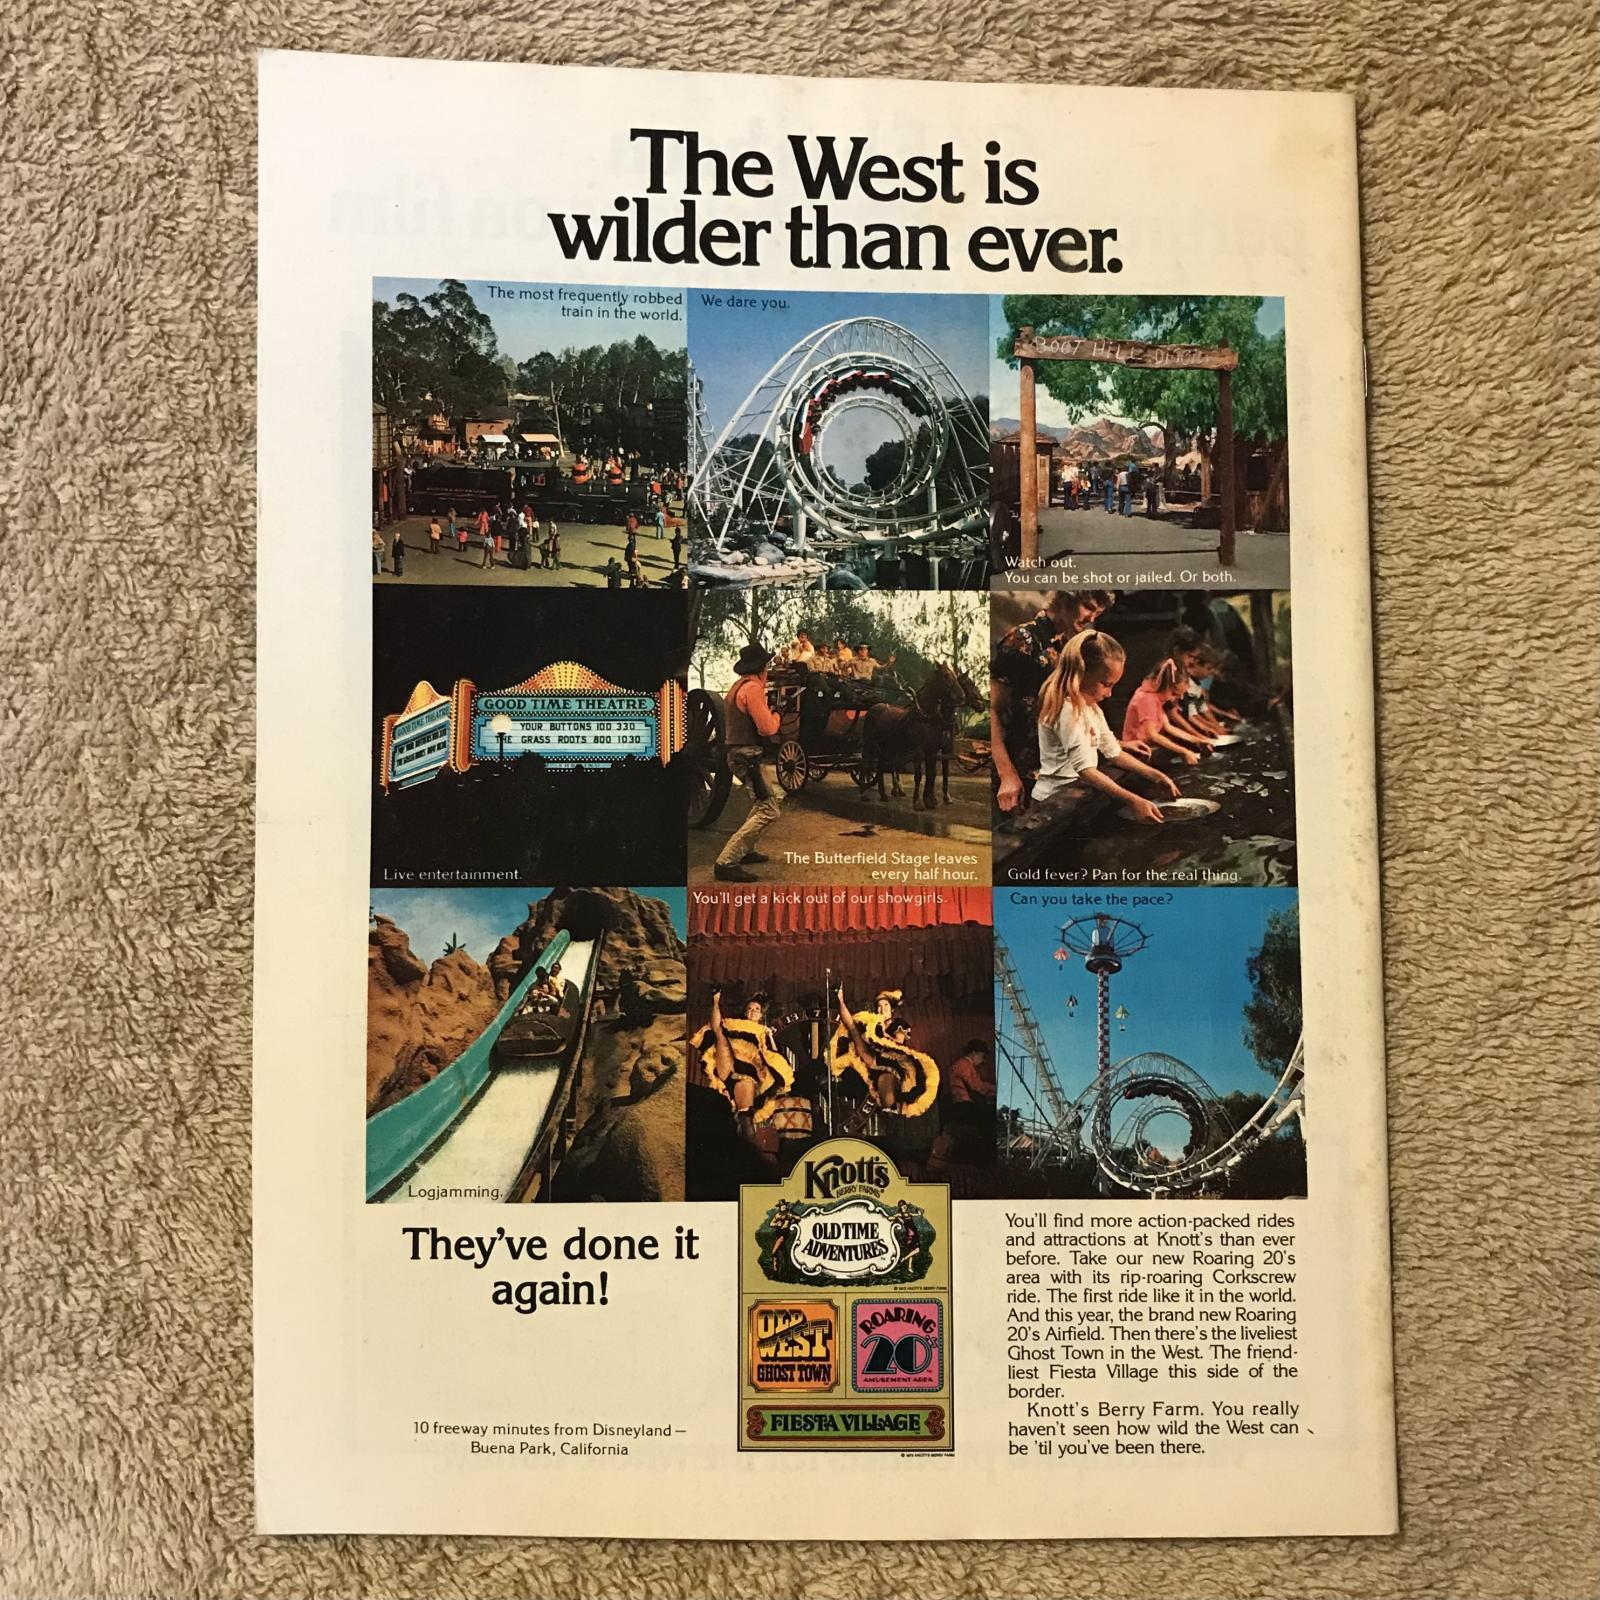 The West is
wilder than ever.
The most frequently robbed
train in the world.
We dare you.
BOOT HILL
Watch out.
You can be shot or jailed. Or both.
GOOD TIME THEATRE
YOUR BUTTONS 100 330
THE GRASS ROOTS 800 1030
GOOD TIME THEATRE
Live entertainment.
The Butterfield Stage leaves
every half hour.
Gold fever? Pan for the real thing.
Logjamming.
You'll get a kick out of our showgirls.
Can you take the pace?
They've done it
again!
10 freeway minutes from Disneyland —
Buena Park, California
Knott's
BERRY FARMS®
OLD TIME
ADVENTURES
OLD
WEST
GHOST TOWN
ROARING
20's
AMUSEMENT AREA
FIESTA VILLAGE
You'll find more action-packed rides
and attractions at Knott's than ever
before. Take our new Roaring 20's
area with its rip-roaring Corkscrew
ride. The first ride like it in the world.
And this year, the brand new Roaring
20's Airfield. Then there's the liveliest
Ghost Town in the West. The friend-
liest Fiesta Village this side of the
border.
Knott's Berry Farm. You really
haven't seen how wild the West can
be 'til you've been there.